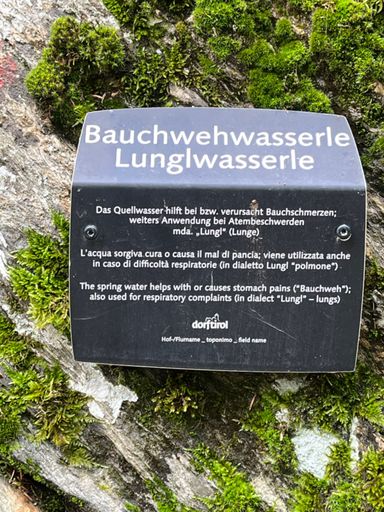 Bauchwehwasserle
Lunglwasserle
Das Quellwasser hilft bei bzw. verursacht Bauchschmerzen;
weiters Anwendung bei Atembeschwerden
mda. „Lungl“ (Lunge)
L'acqua sorgiva cura o causa il mal di pancia; viene utilizzata anche
in caso di difficoltà respiratorie (in dialetto Lungl "polmone")
The spring water helps with or causes stomach pains ("Bauchweh");
also used for respiratory complaints (in dialect "Lungl" – lungs)
dorftirol
Hof-/Flurname _ toponimo _ field name